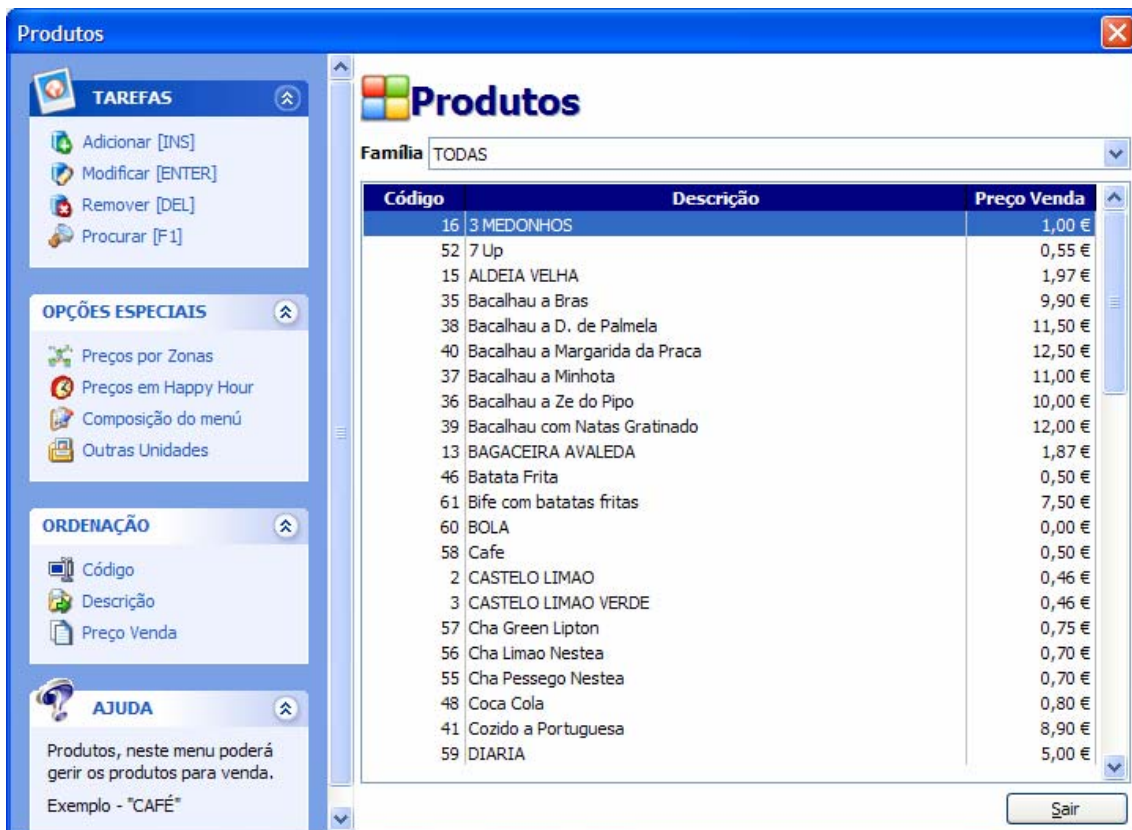 Produtos
TAREFAS
Adicionar [INS]
Modificar [ENTER]
Remover [DEL]
Procurar [F1]
OPÇÕES ESPECIAIS
Preços por Zonas
Preços em Happy Hour
Composição do menú
Outras Unidades
ORDENAÇÃO
Código
Descrição
Preço Venda
AJUDA
Produtos, neste menu poderá
gerir os produtos para venda.
Exemplo - "CAFÉ"
Produtos
Família TODAS
Código Descrição Preço Venda
16 3 MEDONHOS 1,00 €
52 7 Up 0,55 €
15 ALDEIA VELHA 1,97 €
35 Bacalhau a Bras 9,90 €
38 Bacalhau a D. de Palmela 11,50 €
40 Bacalhau a Margarida da Praca 12,50 €
37 Bacalhau a Minhota 11,00 €
36 Bacalhau a Ze do Pipo 10,00 €
39 Bacalhau com Natas Gratinado 12,00 €
13 BAGACEIRA AVALEDA 1,87 €
46 Batata Frita 0,50 €
61 Bife com batatas fritas 7,50 €
60 BOLA 0,00 €
58 Cafe 0,50 €
2 CASTELO LIMAO 0,46 €
3 CASTELO LIMAO VERDE 0,46 €
57 Cha Green Lipton 0,75 €
56 Cha Limao Nestea 0,70 €
55 Cha Pessego Nestea 0,70 €
48 Coca Cola 0,80 €
41 Cozido a Portuguesa 8,90 €
59 DIARIA 5,00 €
Sair